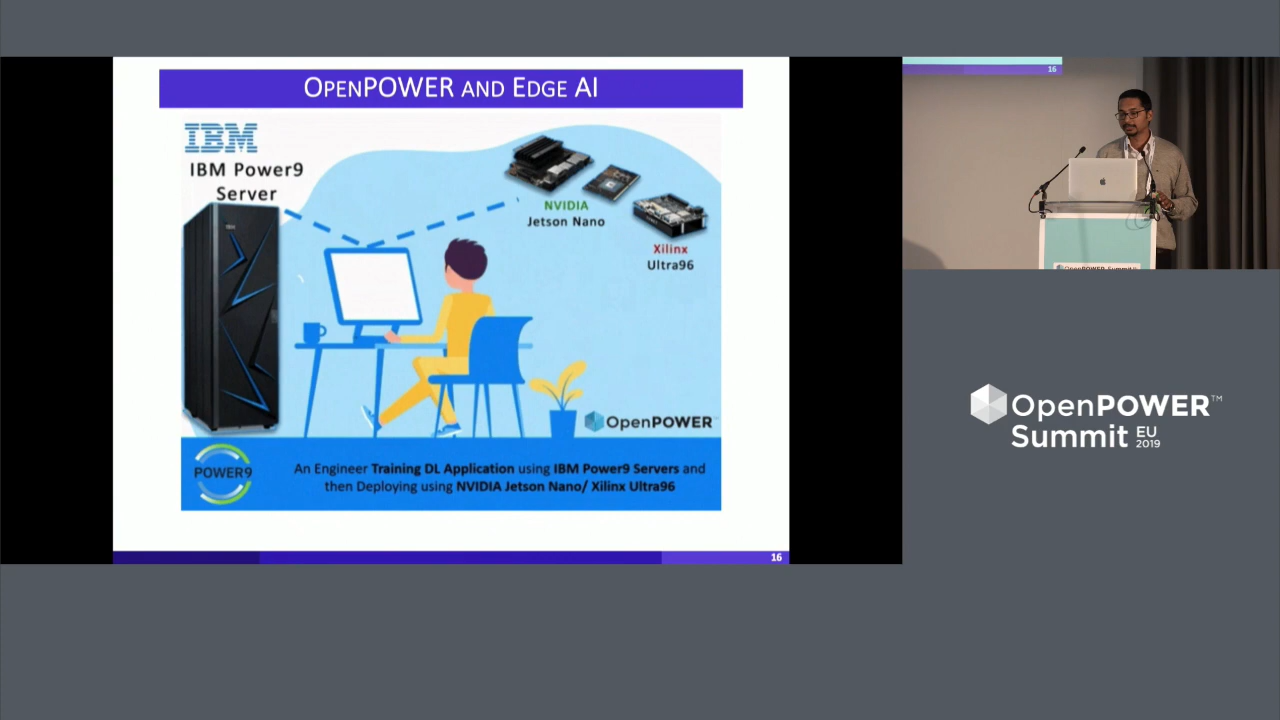 OPENPOWER AND EDGE AI
IBM
IBM Power9
Server
NVIDIA
Jetson Nano
Xilinx
Ultra96
IBM
OpenPOWER
POWER9
An Engineer Training DL Application using IBM Power9 Servers and
then Deploying using NVIDIA Jetson Nano/ Xilinx Ultra96
16
16
OpenPOWER Summit
OpenPOWER™
Summit EU
2019